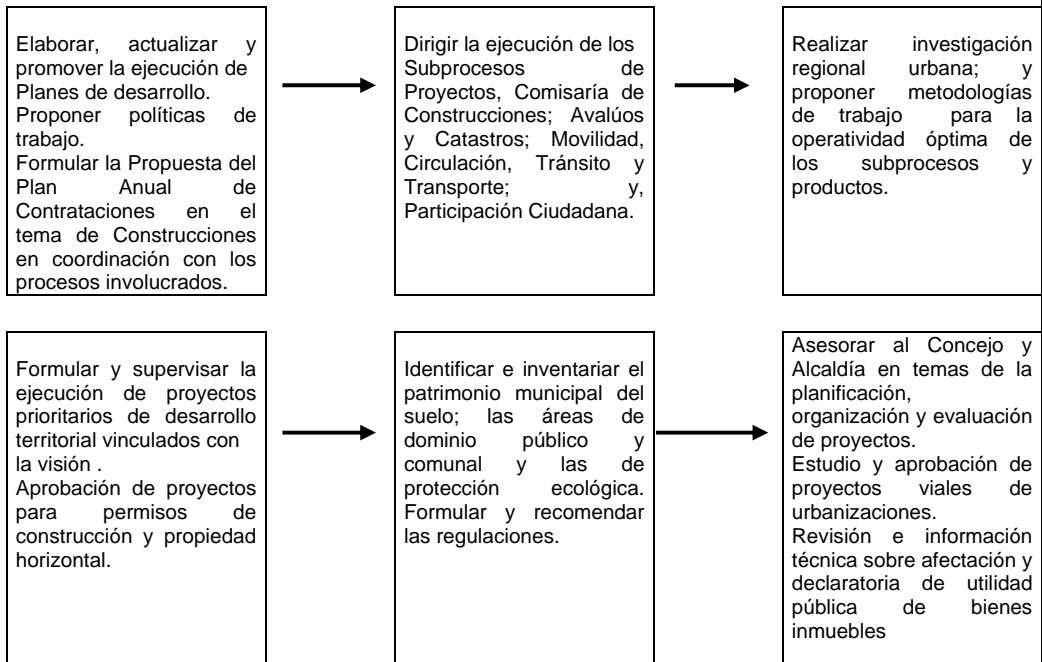 Elaborar, actualizar y
promover la ejecución de
Planes de desarrollo.
Proponer políticas de
trabajo.
Formular la Propuesta del
Plan Anual de
Contrataciones en el
tema de Construcciones
en coordinación con los
procesos involucrados.
Dirigir la ejecución de los
Subprocesos de
Proyectos, Comisaría de
Construcciones; Avalúos
y Catastros; Movilidad,
Circulación, Tránsito y
Transporte; y,
Participación Ciudadana.
Realizar investigación
regional urbana; y
proponer metodologías
de trabajo para la
operatividad óptima de
los subprocesos y
productos.
Formular y supervisar la
ejecución de proyectos
prioritarios de desarrollo
territorial vinculados con
la visión .
Aprobación de proyectos
para permisos de
construcción y propiedad
horizontal.
Identificar e inventariar el
patrimonio municipal del
suelo; las áreas de
dominio público y
comunal y las de
protección ecológica.
Formular y recomendar
las regulaciones.
Asesorar al Concejo y
Alcaldía en temas de la
planificación,
organización y evaluación
de proyectos.
Estudio y aprobación de
proyectos viales de
urbanizaciones.
Revisión e información
técnica sobre afectación y
declaratoria de utilidad
pública de bienes
inmuebles